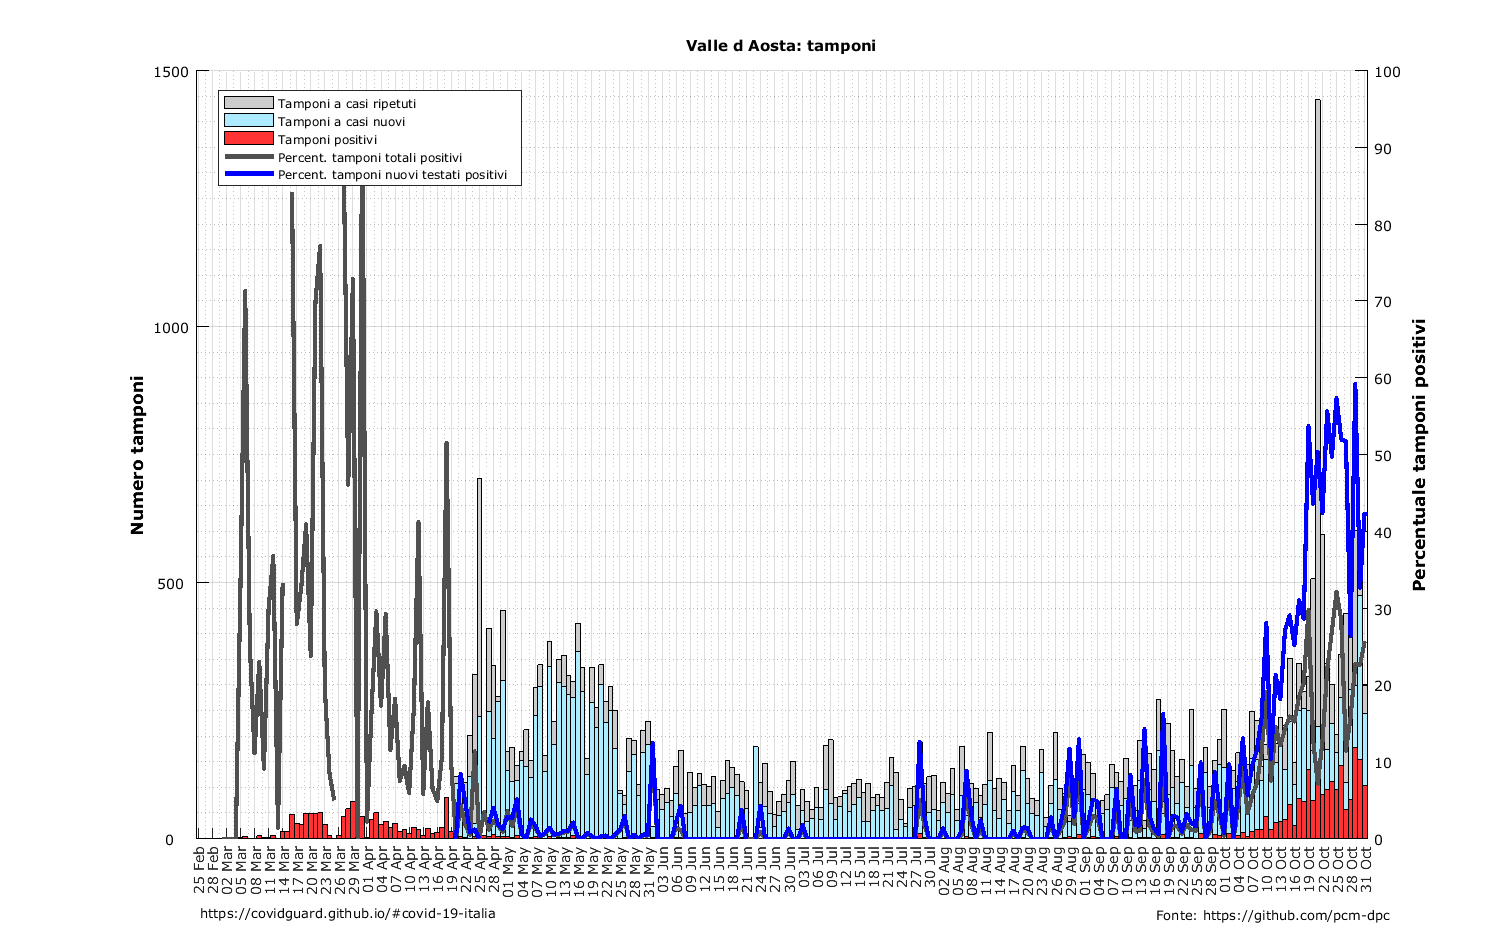 Valle d Aosta: tamponi
1500
1000
500
0
Numero tamponi
Tamponi a casi ripetuti
Tamponi a casi nuovi
Tamponi positivi
Percent. tamponi totali positivi
Percent. tamponi nuovi testati positivi
100
90
80
70
60
50
40
30
20
10
0
Percentuale tamponi positivi
25 Feb
28 Feb
02 Mar
05 Mar
08 Mar
11 Mar
14 Mar
17 Mar
20 Mar
23 Mar
26 Mar
29 Mar
01 Apr
04 Apr
07 Apr
10 Apr
13 Apr
16 Apr
19 Apr
22 Apr
25 Apr
28 Apr
01 May
04 May
07 May
10 May
13 May
16 May
19 May
22 May
25 May
28 May
31 May
03 Jun
06 Jun
09 Jun
12 Jun
15 Jun
18 Jun
21 Jun
24 Jun
27 Jun
30 Jun
03 Jul
06 Jul
09 Jul
12 Jul
15 Jul
18 Jul
21 Jul
24 Jul
27 Jul
30 Jul
02 Aug
05 Aug
08 Aug
11 Aug
14 Aug
17 Aug
20 Aug
23 Aug
26 Aug
29 Aug
01 Sep
04 Sep
07 Sep
10 Sep
13 Sep
16 Sep
19 Sep
22 Sep
25 Sep
28 Sep
01 Oct
04 Oct
07 Oct
10 Oct
13 Oct
16 Oct
19 Oct
22 Oct
25 Oct
28 Oct
31 Oct
https://covidguard.github.io/#covid-19-italia
Fonte: https://github.com/pcm-dpc